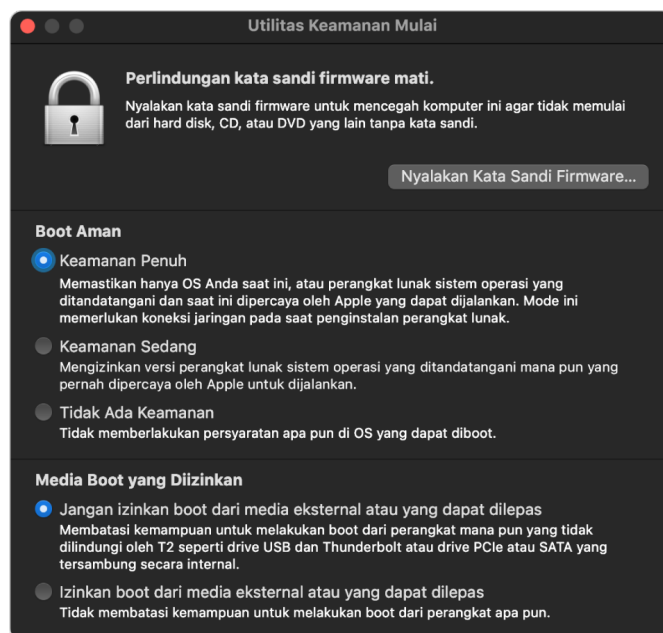 Utilitas Keamanan Mulai
Perlindungan kata sandi firmware mati.
Nyalakan kata sandi firmware untuk mencegah komputer ini agar tidak memulai
dari hard disk, CD, atau DVD yang lain tanpa kata sandi.
Nyalakan Kata Sandi Firmware...
Boot Aman
Keamanan Penuh
Memastikan hanya OS Anda saat ini, atau perangkat lunak sistem operasi yang
ditandatangani dan saat ini dipercaya oleh Apple yang dapat dijalankan. Mode ini
memerlukan koneksi jaringan pada saat penginstalan perangkat lunak.
Keamanan Sedang
Mengizinkan versi perangkat lunak sistem operasi yang ditandatangani mana pun yang
pernah dipercaya oleh Apple untuk dijalankan.
Tidak Ada Keamanan
Tidak memberlakukan persyaratan apa pun di OS yang dapat diboot.
Media Boot yang Diizinkan
Jangan izinkan boot dari media eksternal atau yang dapat dilepas
Membatasi kemampuan untuk melakukan boot dari perangkat mana pun yang tidak
dilindungi oleh T2 seperti drive USB dan Thunderbolt atau drive PCIe atau SATA yang
tersambung secara internal.
Izinkan boot dari media eksternal atau yang dapat dilepas
Tidak membatasi kemampuan untuk melakukan boot dari perangkat apa pun.